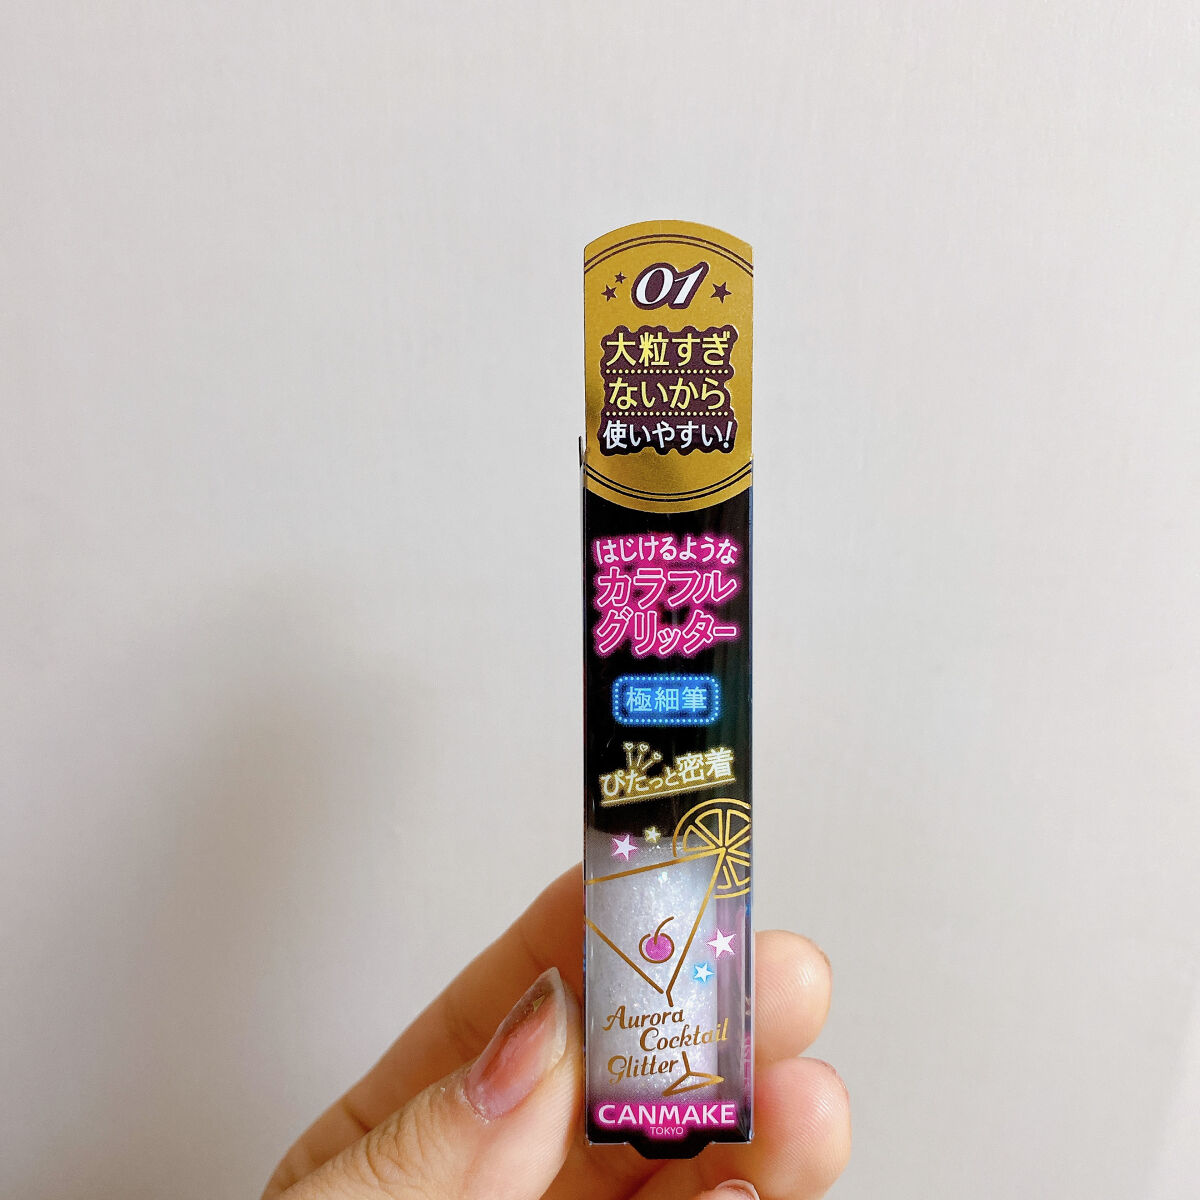 01
大粒すぎ
ないから
使いやすい!
はじけるような
カラフル
グリッター
極細筆
ぴたっと密着
Aurora
Cocktail
Glitter
CANMAKE
TOKYO